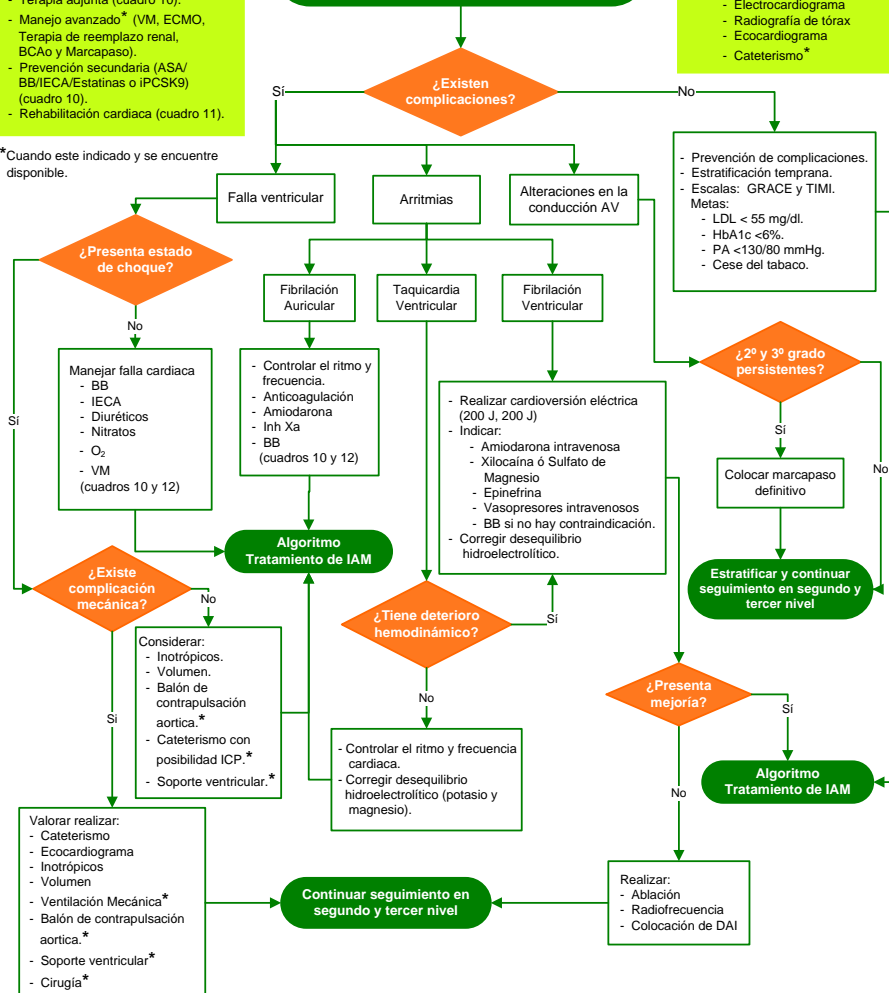 - Terapia adjunta (cuadro 10).
- Manejo avanzado* (VM, ECMO,
Terapia de reemplazo renal,
BCAo y Marcapaso).
- Prevención secundaria (ASA/
BB/IECA/Estatinas o iPCSK9)
(cuadro 10).
- Rehabilitación cardiaca (cuadro 11).
*Cuando este indicado y se encuentre
disponible.
- Electrocardiograma
- Radiografía de tórax
- Ecocardiograma
- Cateterismo*
¿Existen
complicaciones?
Sí
No
- Prevención de complicaciones.
- Estratificación temprana.
- Escalas: GRACE y TIMI.
Metas:
- LDL < 55 mg/dl.
- HbA1c <6%.
- PA <130/80 mmHg.
- Cese del tabaco.
Falla ventricular
Arritmias
Alteraciones en la
conducción AV
¿Presenta estado
de choque?
No
Sí
Fibrilación
Auricular
Taquicardia
Ventricular
Fibrilación
Ventricular
Manejar falla cardiaca
- BB
- IECA
- Diuréticos
- Nitratos
- O₂
- VM
(cuadros 10 y 12)
- Controlar el ritmo y
frecuencia.
- Anticoagulación
- Amiodarona
- Inh Xa
- BB
(cuadros 10 y 12)
- Realizar cardioversión eléctrica
(200 J, 200 J)
- Indicar:
- Amiodarona intravenosa
- Xilocaína ó Sulfato de
Magnesio
- Epinefrina
- Vasopresores intravenosos
- BB si no hay contraindicación.
- Corregir desequilibrio
hidroelectrolítico.
¿2º y 3º grado
persistentes?
Sí
No
Colocar marcapaso
definitivo
Estratificar y continuar
seguimiento en segundo y
tercer nivel
Algoritmo
Tratamiento de IAM
¿Existe
complicación
mecánica?
No
Si
Considerar:
- Inotrópicos.
- Volumen.
- Balón de
contrapulsación
aortica.*
- Cateterismo con
posibilidad ICP.*
- Soporte ventricular.*
¿Tiene deterioro
hemodinámico?
Sí
No
- Controlar el ritmo y frecuencia
cardiaca.
- Corregir desequilibrio
hidroelectrolítico (potasio y
magnesio).
¿Presenta
mejoría?
Sí
No
Algoritmo
Tratamiento de IAM
Valorar realizar:
- Cateterismo
- Ecocardiograma
- Inotrópicos
- Volumen
- Ventilación Mecánica*
- Balón de contrapulsación
aortica.*
- Soporte ventricular*
- Cirugía*
Continuar seguimiento en
segundo y tercer nivel
Realizar:
- Ablación
- Radiofrecuencia
- Colocación de DAI